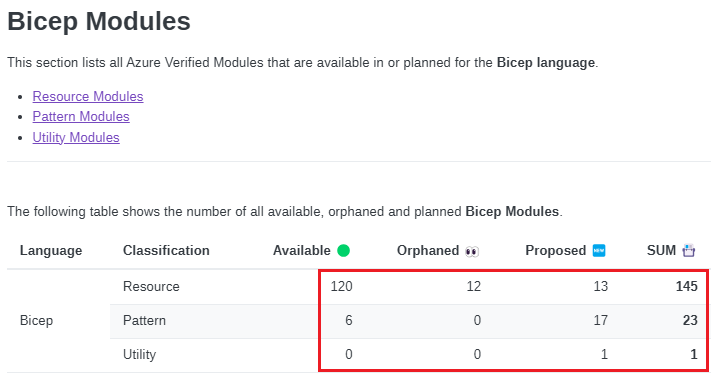 Bicep Modules
This section lists all Azure Verified Modules that are available in or planned for the Bicep language.
Resource Modules
Pattern Modules
Utility Modules
The following table shows the number of all available, orphaned and planned Bicep Modules.
Language Classification Available Orphaned Proposed NEW SUM
Resource 120 12 13 145
Bicep Pattern 6 0 17 23
Utility 0 0 1 1